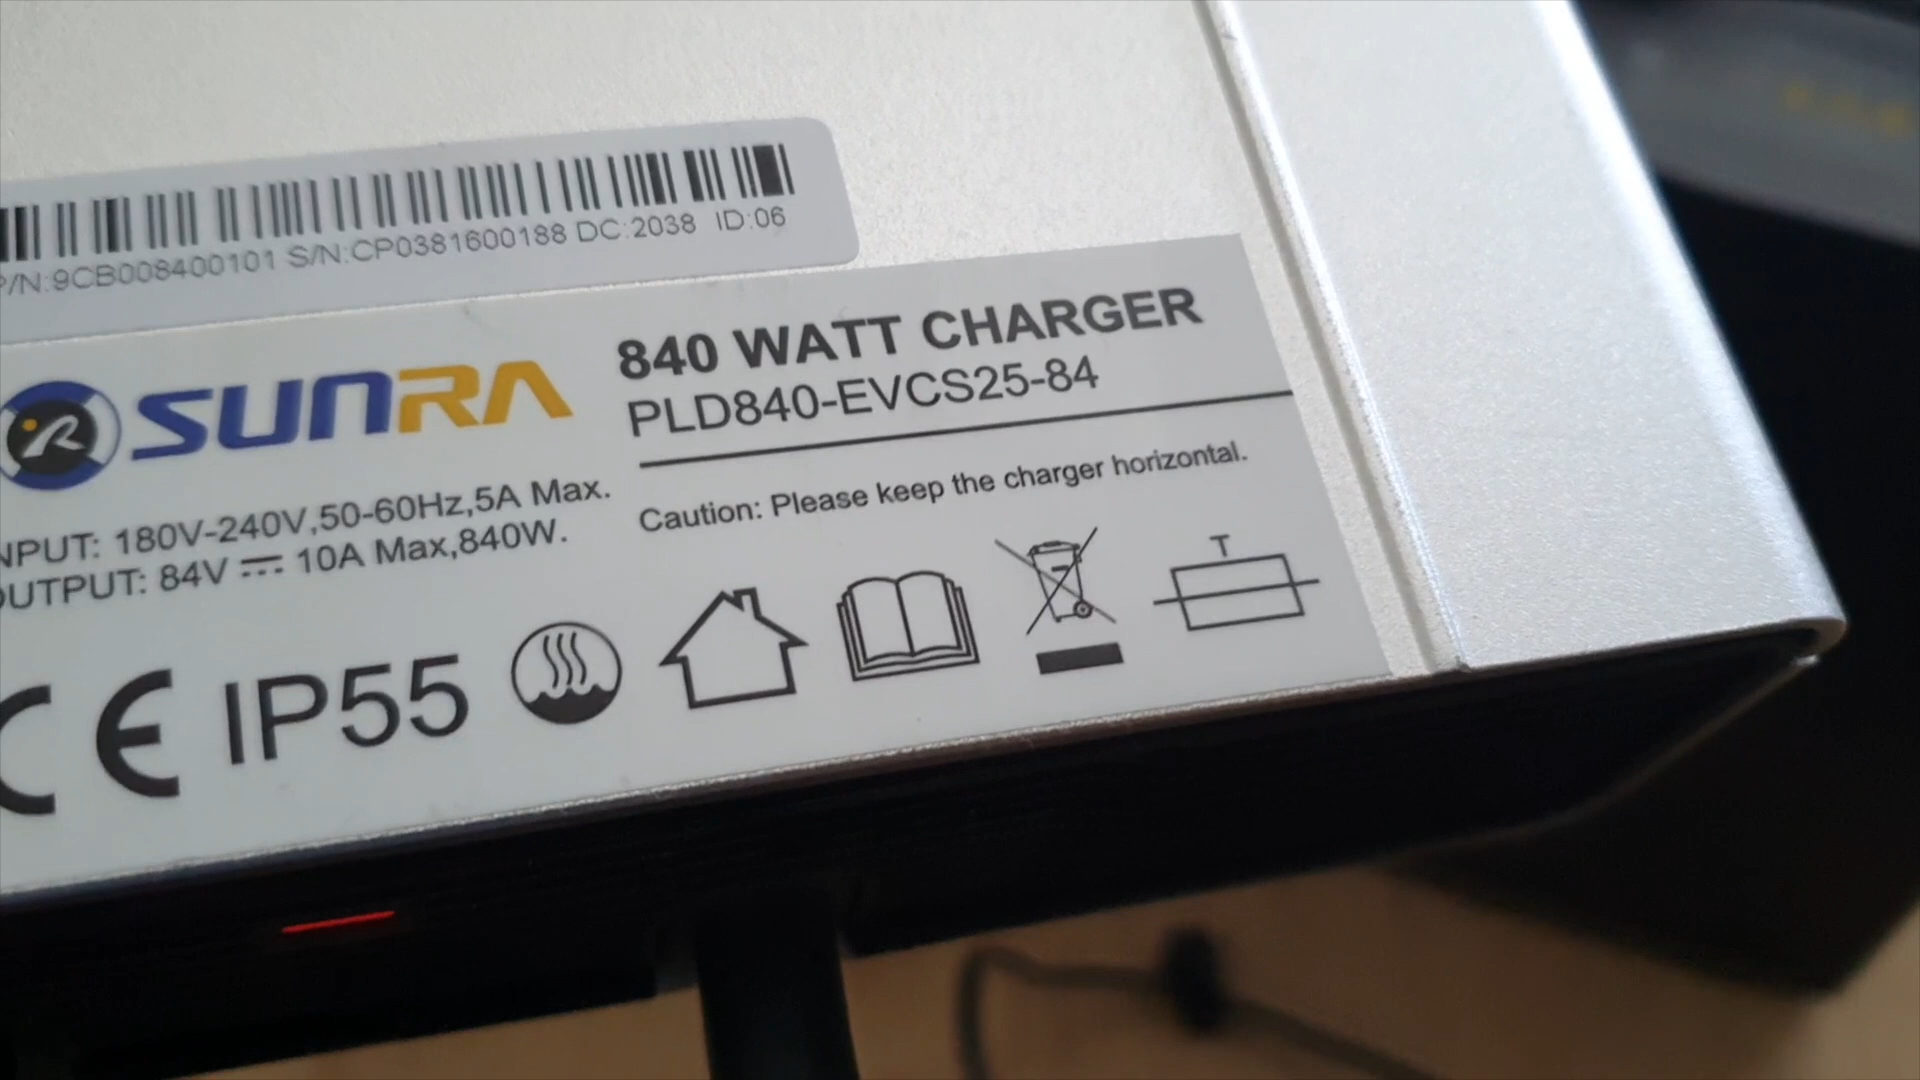 P/N:9CB008400101 S/N:CP0381600188 DC:2038 ID:06
SUNRA
840 WATT CHARGER
PLD840-EVCS25-84
INPUT: 180V-240V,50-60Hz,5A Max.
OUTPUT: 84V ⎓ 10A Max,840W.
Caution: Please keep the charger horizontal.
CE IP55
T